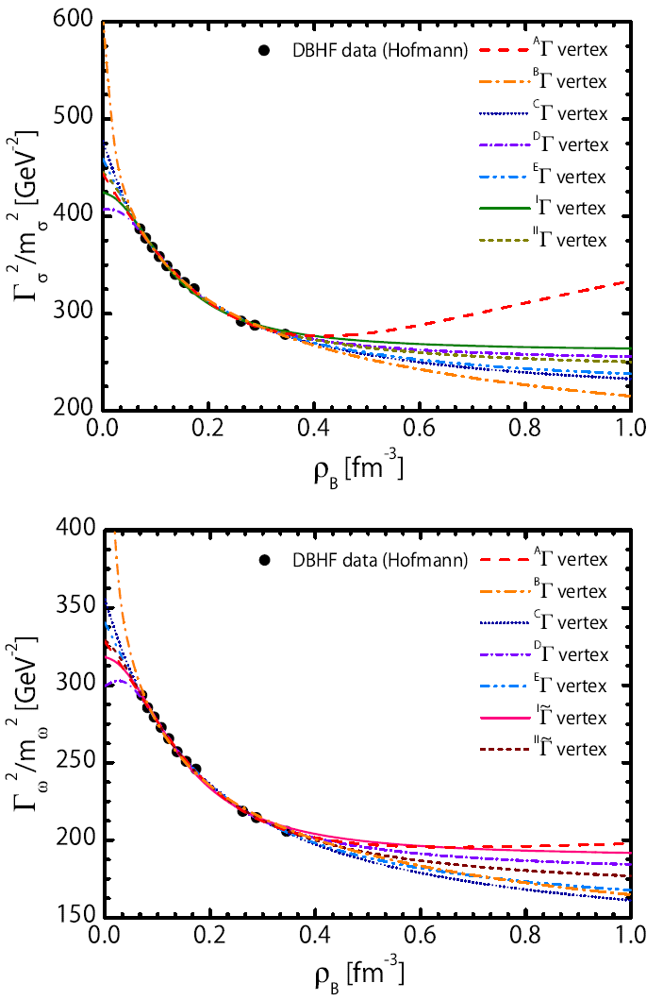 600
500
400
300
200
Γσ²/mσ² [GeV⁻²]
DBHF data (Hofmann)
ᴬΓ vertex
ᴮΓ vertex
ꟲΓ vertex
ᴰΓ vertex
ᴱΓ vertex
ᴵΓ vertex
ᴵᴵΓ vertex
0.0 0.2 0.4 0.6 0.8 1.0
ρB [fm⁻³]
400
350
300
250
200
150
Γω²/mω² [GeV⁻²]
DBHF data (Hofmann)
ᴬΓ vertex
ᴮΓ vertex
ꟲΓ vertex
ᴰΓ vertex
ᴱΓ vertex
ᴵΓ̃ vertex
ᴵᴵΓ̃ vertex
0.0 0.2 0.4 0.6 0.8 1.0
ρB [fm⁻³]